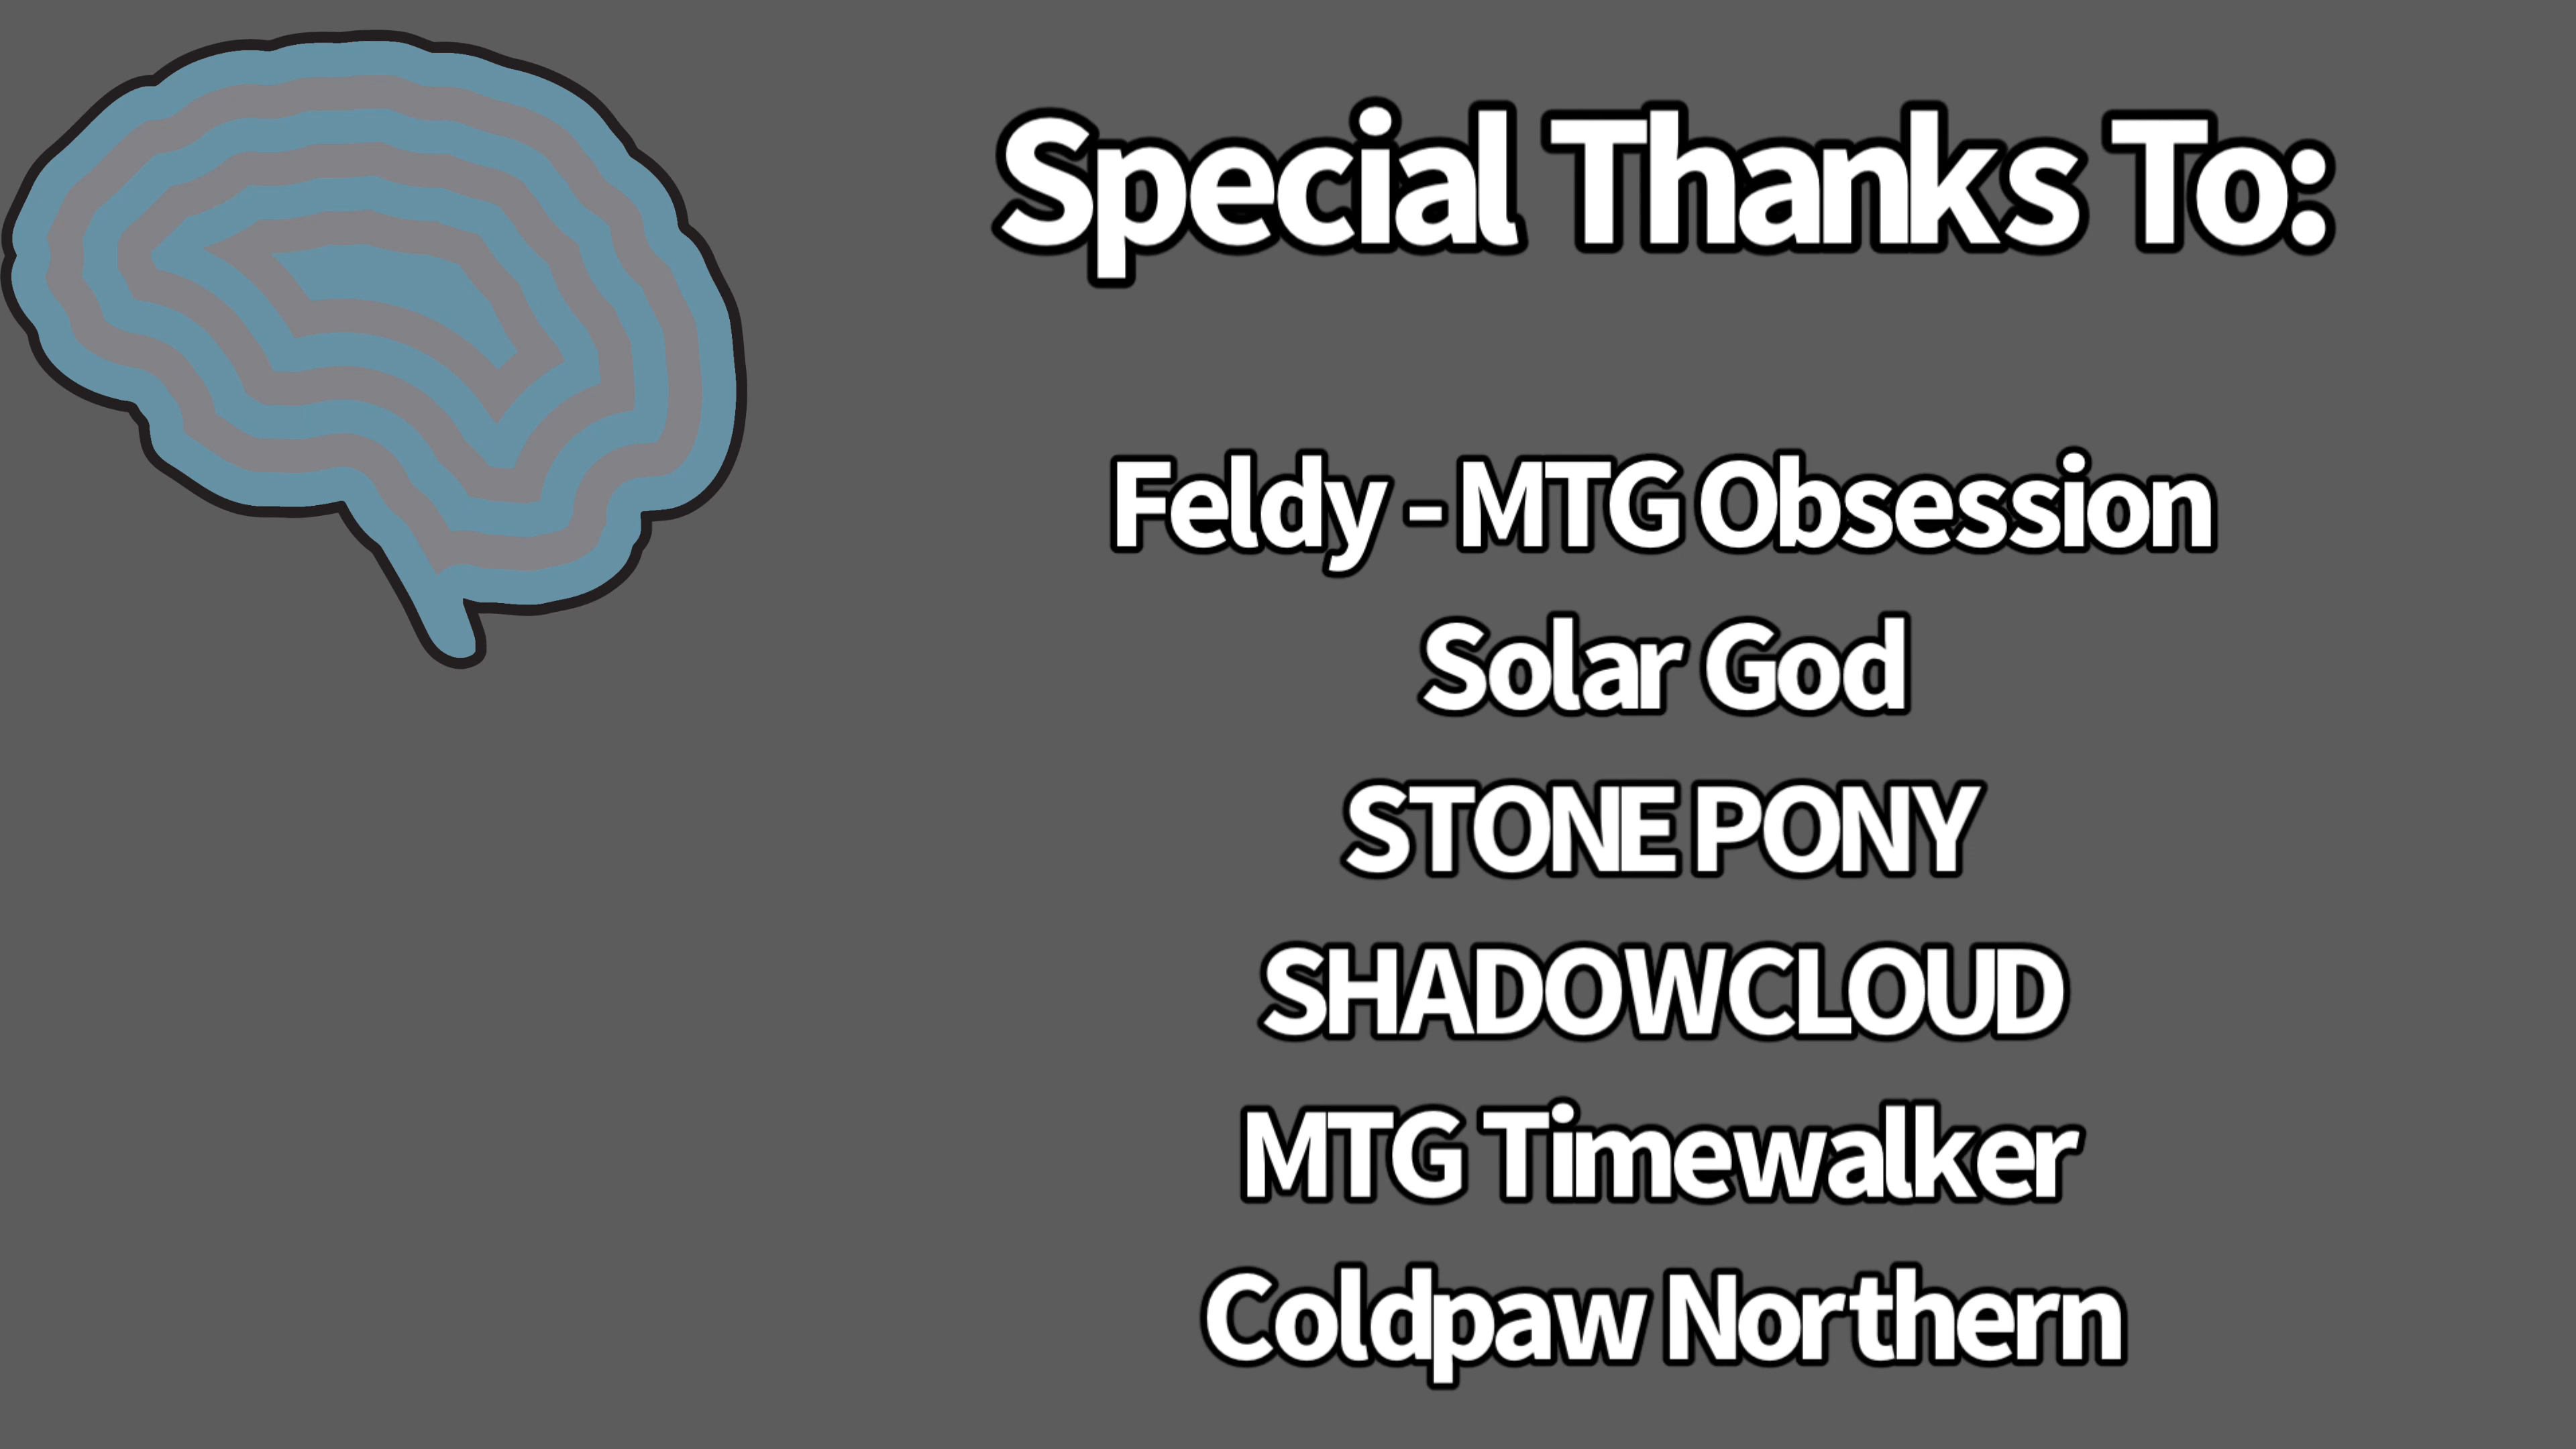 Special Thanks To:
Feldy - MTG Obsession
Solar God
STONE PONY
SHADOWCLOUD
MTG Timewalker
Coldpaw Northern